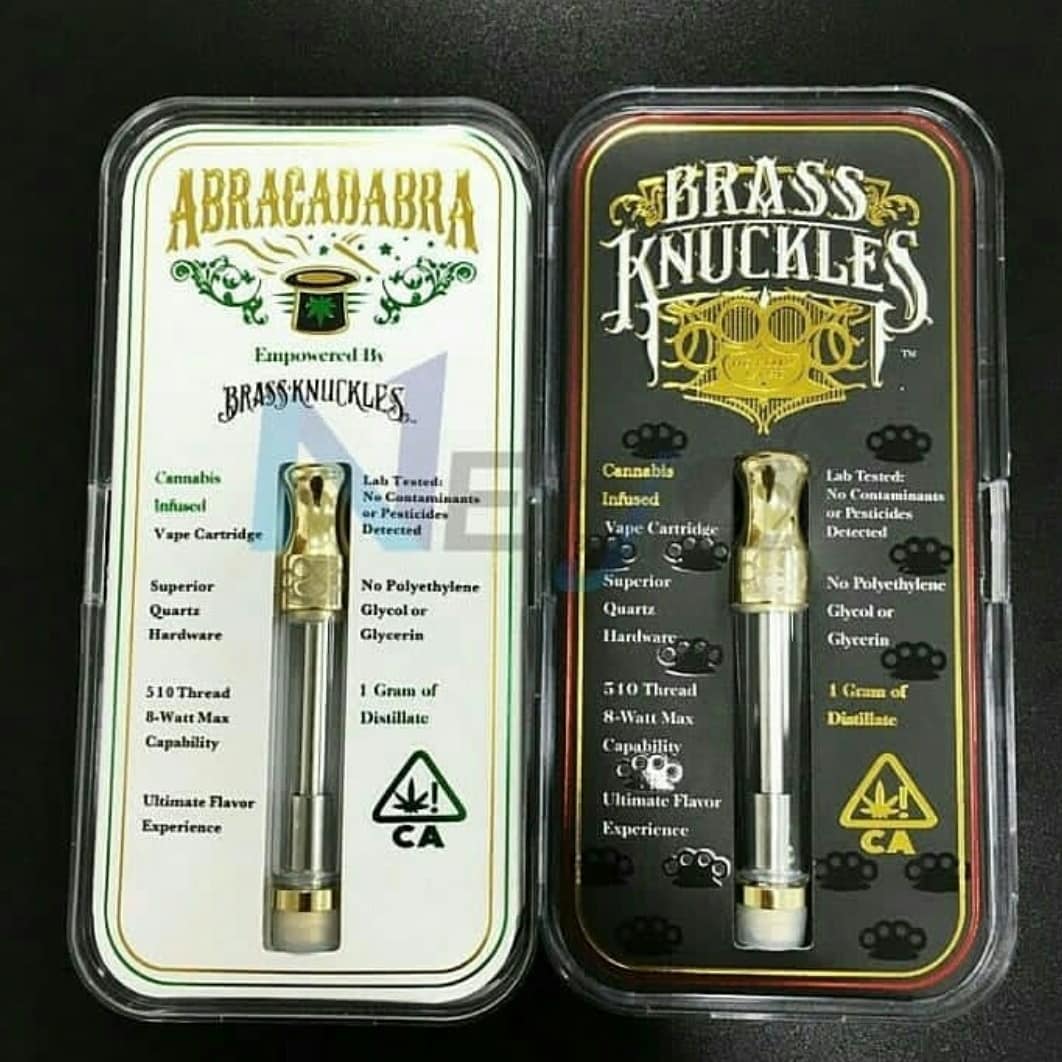 ABRACADABRA
Empowered By
BRASS KNUCKLES
Cannabis
Infused
Vape Cartridge
Superior
Quartz
Hardware
510 Thread
8-Watt Max
Capability
Ultimate Flavor
Experience
Lab Tested:
No Contaminants
or Pesticides
Detected
No Polyethylene
Glycol or
Glycerin
1 Gram of
Distillate
CA
BRASS
KNUCKLES
TM
Cannabis
Infused
Vape Cartridge
Superior
Quartz
Hardware
510 Thread
8-Watt Max
Capability
Ultimate Flavor
Experience
Lab Tested:
No Contaminants
or Pesticides
Detected
No Polyethylene
Glycol or
Glycerin
1 Gram of
Distillate
CA